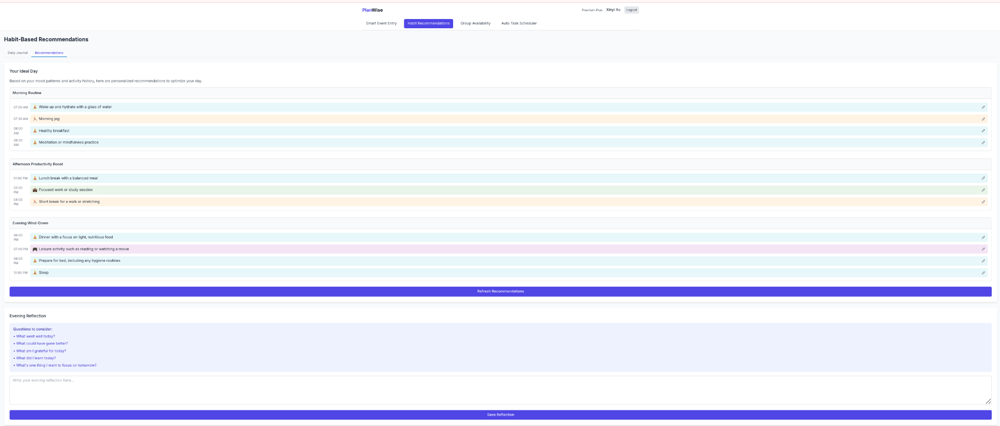 PlanWise
Premium Plan Xinyi Xu Logout
Smart Event Entry Habit Recommendations Group Availability Auto Task Scheduler
Habit-Based Recommendations
Daily Journal Recommendations
Your Ideal Day
Based on your mood patterns and activity history, here are personalized recommendations to optimize your day.
Morning Routine
07:00 AM Wake up and hydrate with a glass of water
07:30 AM Morning jog
08:00 AM Healthy breakfast
08:30 AM Meditation or mindfulness practice
Afternoon Productivity Boost
01:00 PM Lunch break with a balanced meal
02:00 PM Focused work or study session
04:00 PM Short break for a walk or stretching
Evening Wind-Down
06:00 PM Dinner with a focus on light, nutritious food
07:00 PM Leisure activity such as reading or watching a movie
09:00 PM Prepare for bed, including any hygiene routines
10:00 PM Sleep
Refresh Recommendations
Evening Reflection
Questions to consider:
• What went well today?
• What could have gone better?
• What am I grateful for today?
• What did I learn today?
• What's one thing I want to focus on tomorrow?
Write your evening reflection here...
Save Reflection